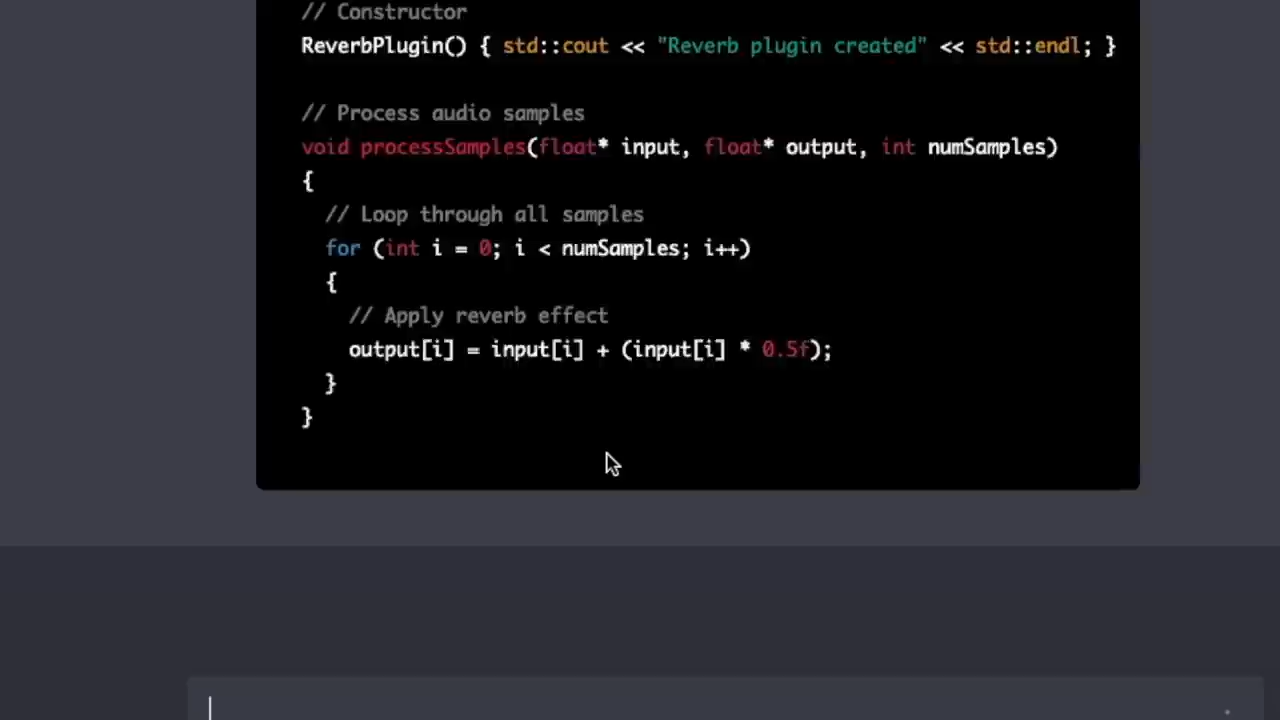 // Constructor
ReverbPlugin() { std::cout << "Reverb plugin created" << std::endl; }
// Process audio samples
void processSamples(float* input, float* output, int numSamples)
{
// Loop through all samples
for (int i = 0; i < numSamples; i++)
{
// Apply reverb effect
output[i] = input[i] + (input[i] * 0.5f);
}
}